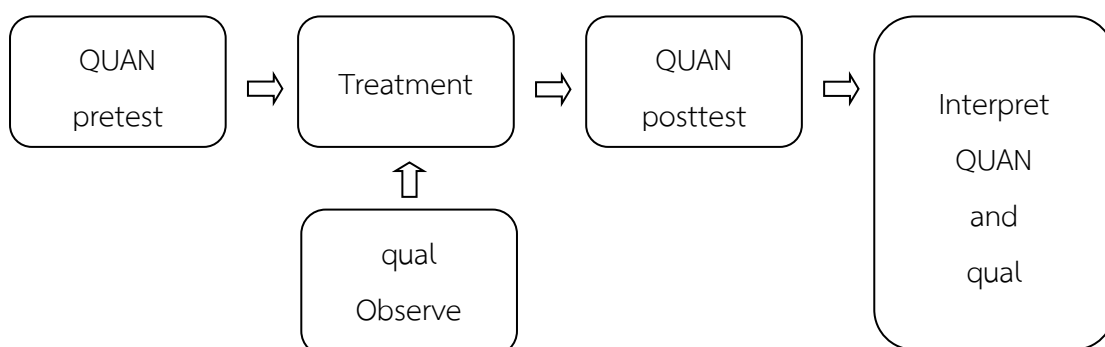 QUAN
pretest
Treatment
QUAN
posttest
qual
Observe
Interpret
QUAN
and
qual